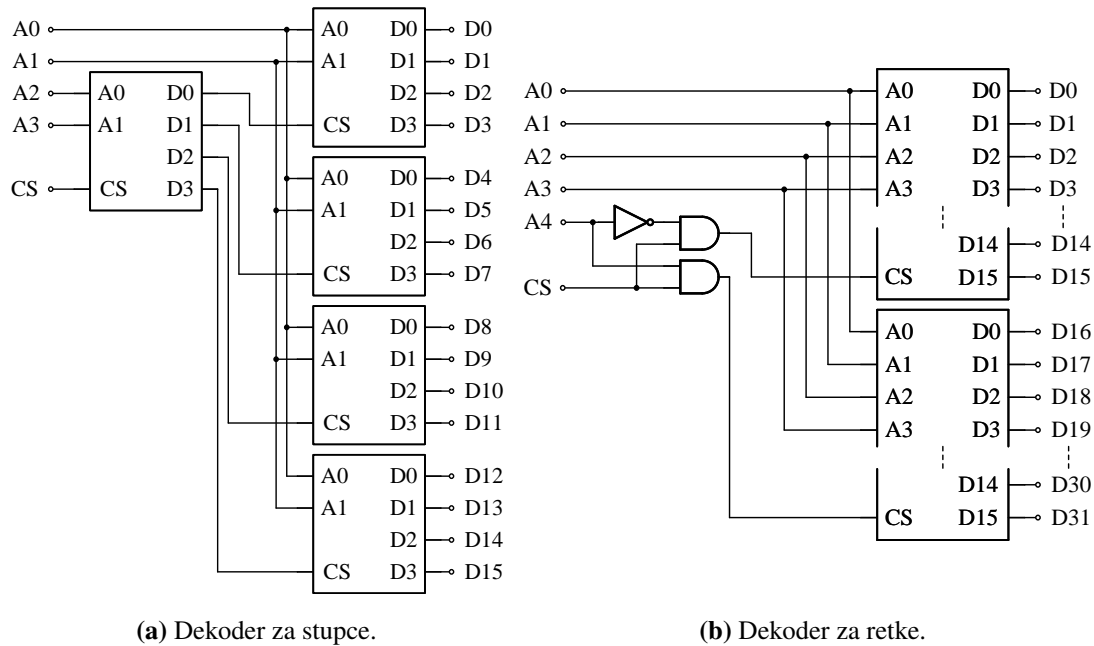 A0 A0 D0 D0
A1 A1 D1 D1
A2 A0 D0 D2 D2
A3 A1 D1 CS D3 D3
D2
CS CS D3
A0 D0 D4
A1 D1 D5
D2 D6
CS D3 D7
A0 D0 D8
A1 D1 D9
D2 D10
CS D3 D11
A0 D0 D12
A1 D1 D13
D2 D14
CS D3 D15
(a) Dekoder za stupce.
A0 A0 D0 D0
A1 A1 D1 D1
A2 A2 D2 D2
A3 A3 D3 D3
A4
D14 D14
CS CS D15 D15
A0 D0 D16
A1 D1 D17
A2 D2 D18
A3 D3 D19
D14 D30
CS D15 D31
(b) Dekoder za retke.